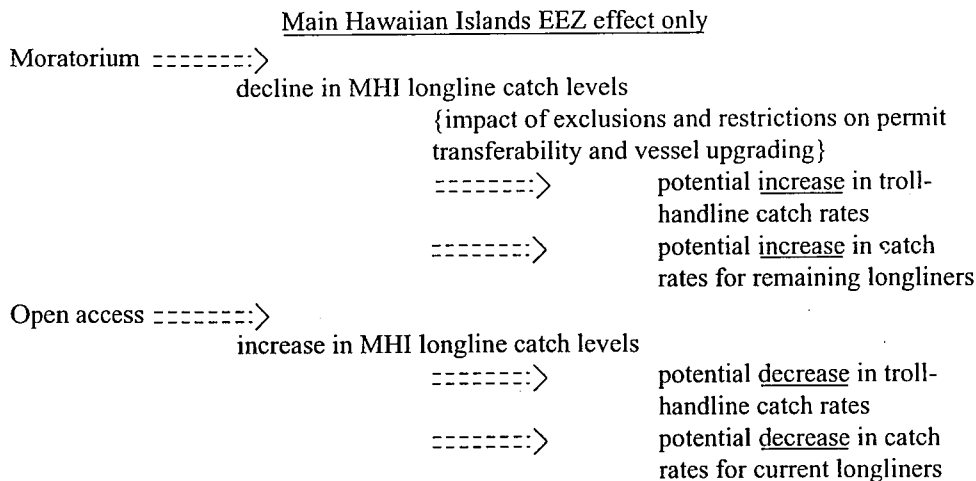 Main Hawaiian Islands EEZ effect only
Moratorium
decline in MHI longline catch levels
{impact of exclusions and restrictions on permit
transferability and vessel upgrading}
potential increase in troll-
handline catch rates
potential increase in catch
rates for remaining longliners
Open access
increase in MHI longline catch levels
potential decrease in troll-
handline catch rates
potential decrease in catch
rates for current longliners